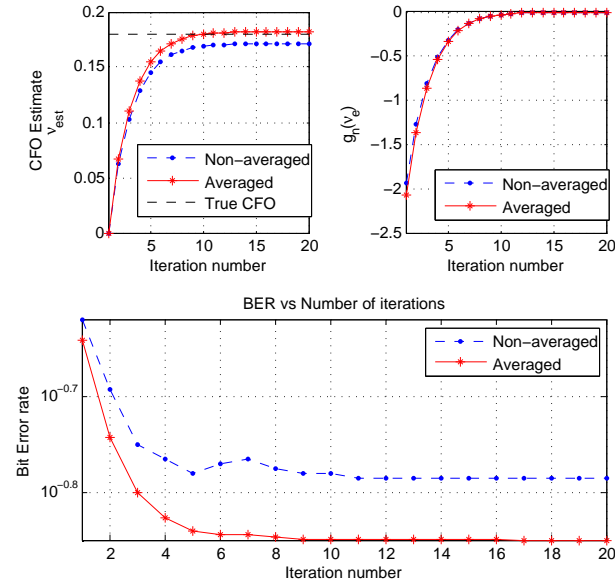 0.2
0.15
0.1
0.05
0
5
10
15
20
CFO Estimate
ν_est
Iteration number
Non-averaged
Averaged
True CFO
0
-0.5
-1
-1.5
-2
-2.5
5
10
15
20
g_n(ν_e)
Iteration number
Non-averaged
Averaged
BER vs Number of iterations
10^-0.7
10^-0.8
2
4
6
8
10
12
14
16
18
20
Bit Error rate
Iteration number
Non-averaged
Averaged